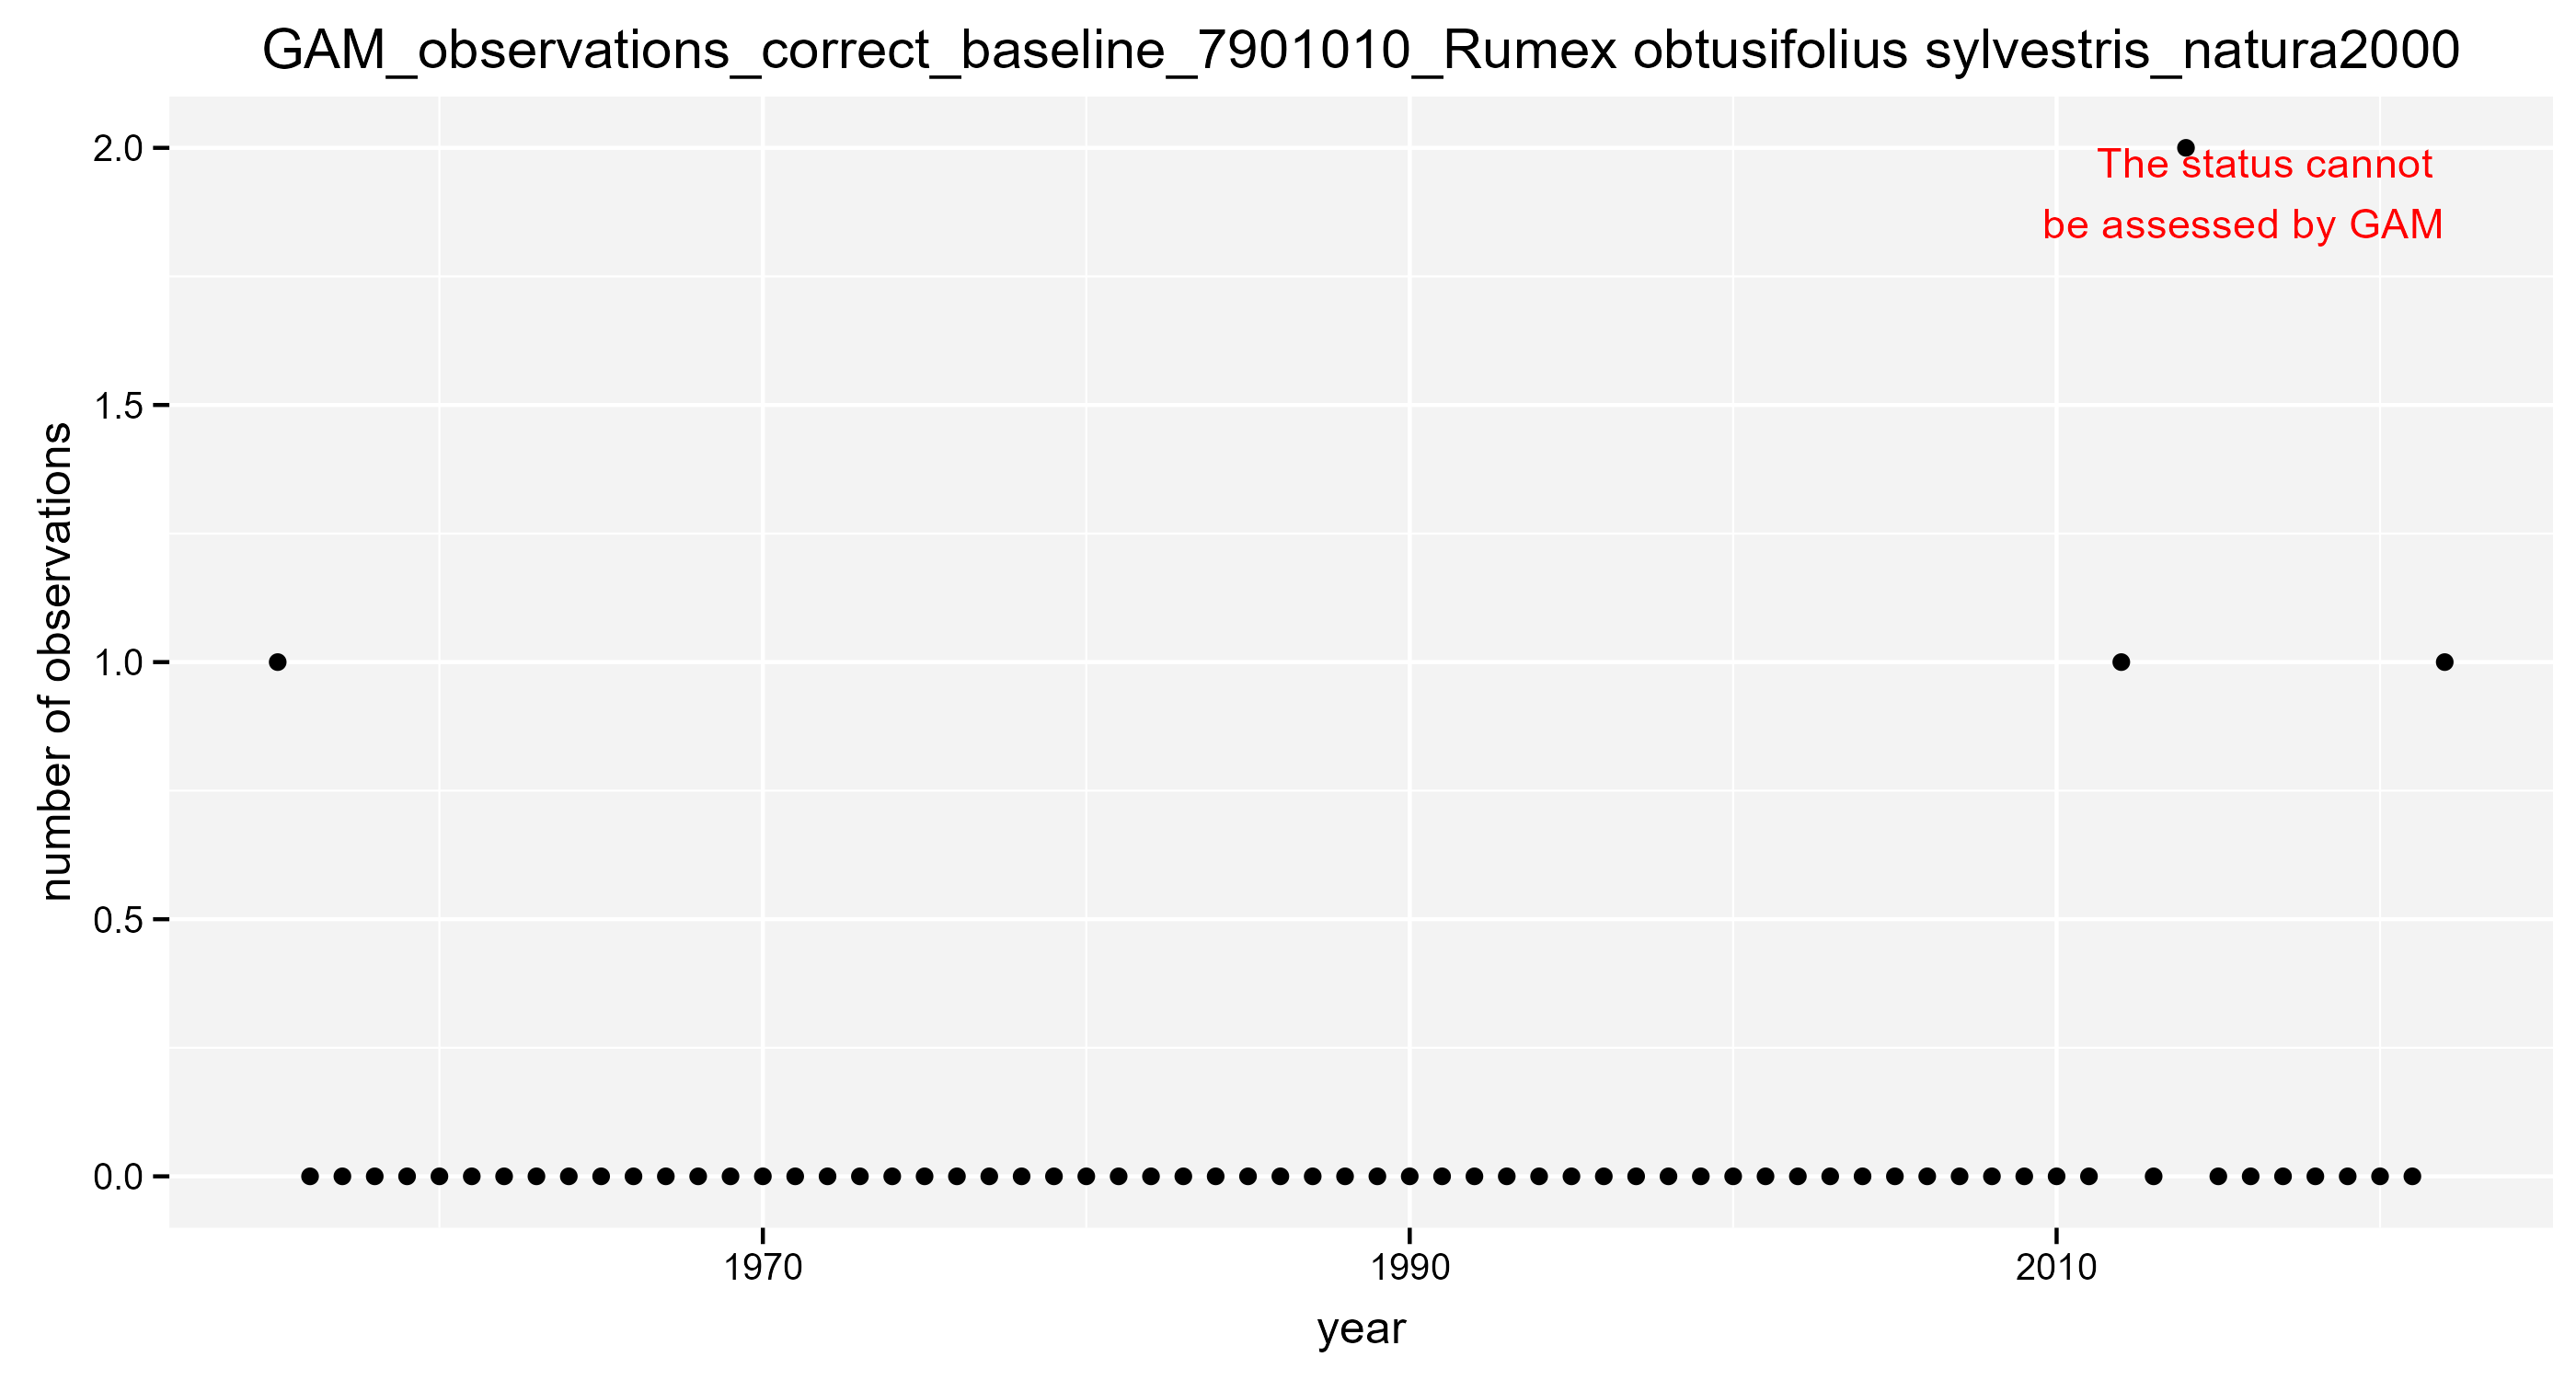 GAM_observations_correct_baseline_7901010_Rumex obtusifolius sylvestris_natura2000
2.0
The status cannot
be assessed by GAM
1.5
number of observations
1.0
0.5
0.0
1970
1990
2010
year